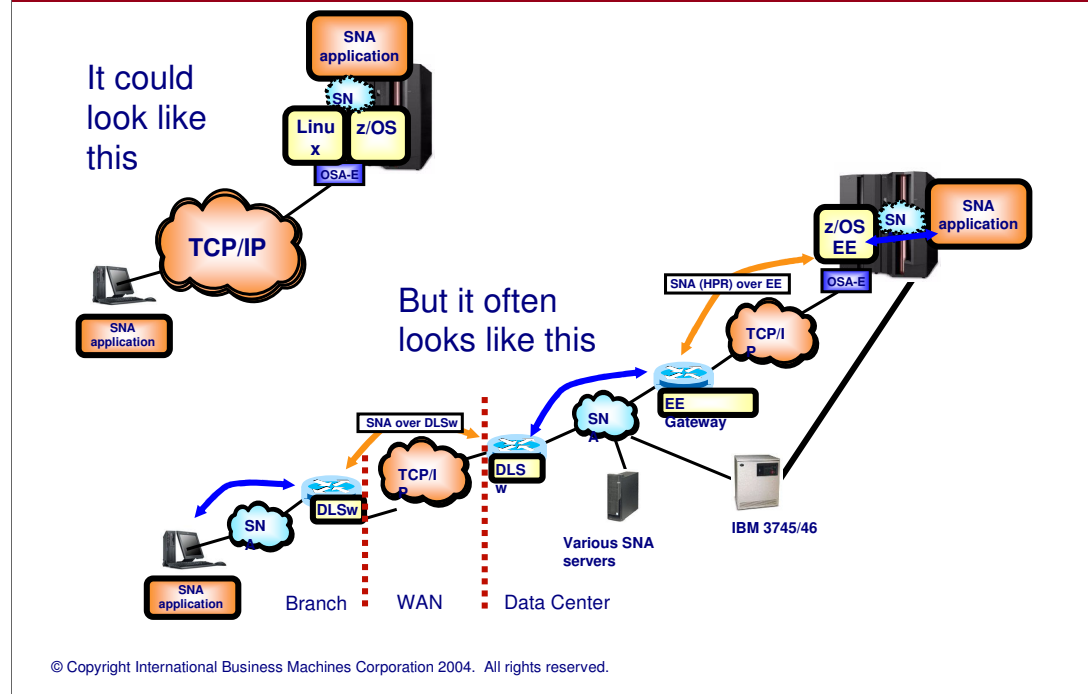 SNA
application
It could
look like
this
SN
Linu
x
z/OS
OSA-E
TCP/IP
SNA
application
But it often
looks like this
SNA
application
SN
z/OS
EE
OSA-E
SNA (HPR) over EE
TCP/I
P
EE
Gateway
SN
A
SNA over DLSw
TCP/I
P
DLS
w
DLSw
SN
A
Various SNA
servers
IBM 3745/46
SNA
application
Branch
WAN
Data Center
© Copyright International Business Machines Corporation 2004. All rights reserved.